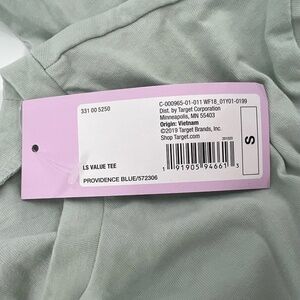 331 00 5250
C-000965-01-011 WF18_01Y01-0199
Dist. by Target Corporation
Minneapolis, MN 55403
Origin: Vietnam
©2019 Target Brands, Inc.
Shop Target.com
S
LS VALUE TEE
1 91905 94661 3
PROVIDENCE BLUE/572306